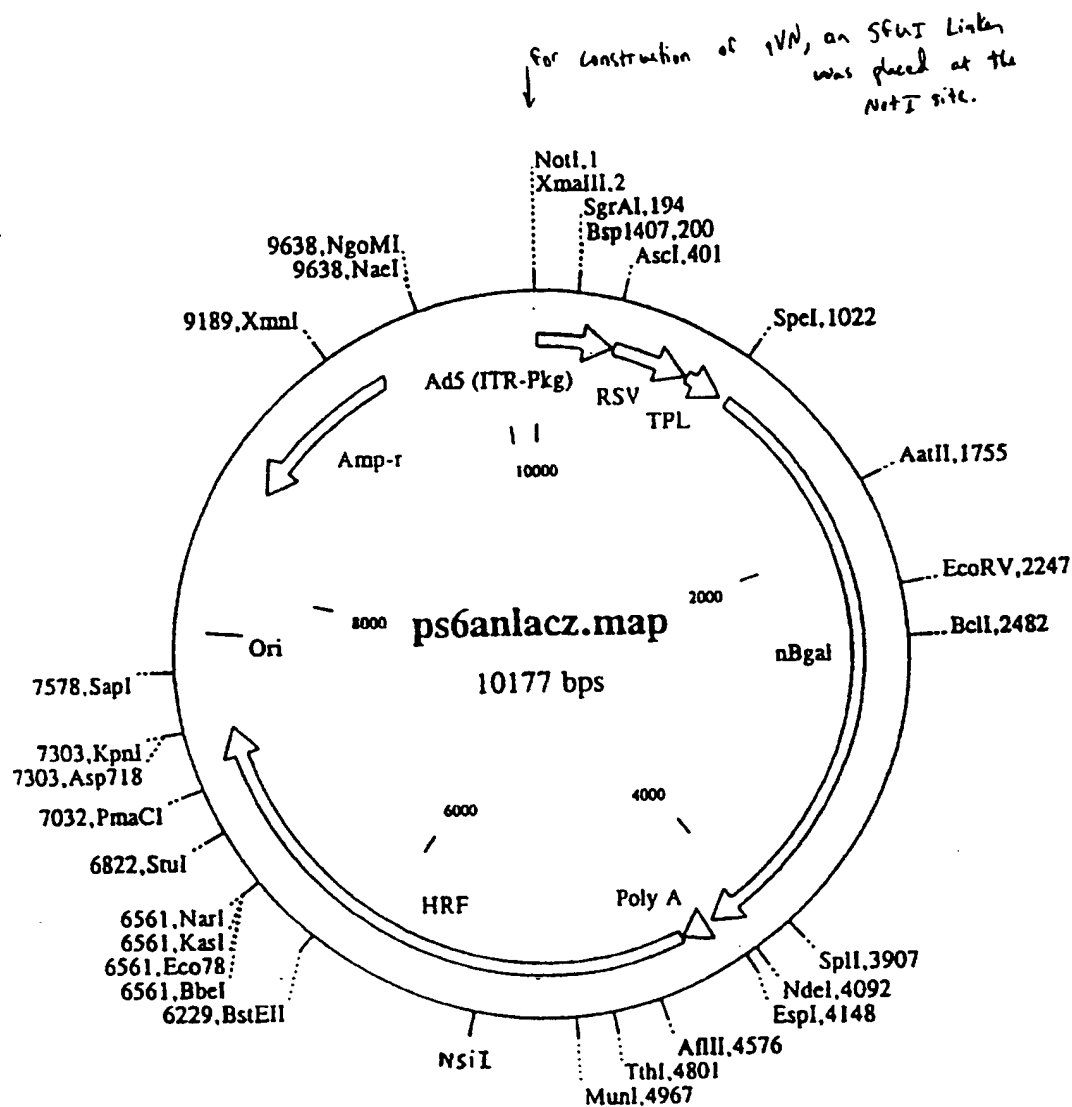 for construction of gVN, an SfuI Linker
was placed at the
NotI site.
NotI,1
XmaIII,2
SgrAI,194
Bsp1407,200
AscI,401
9638,NgoMI
9638,NaeI
9189,XmnI
SpeI,1022
Ad5 (ITR-Pkg)
RSV
TPL
Amp-r
10000
AatII,1755
EcoRV,2247
2000
8000
ps6anlacz.map
BclI,2482
Ori
nBgal
10177 bps
7578,SapI
7303,KpnI
7303,Asp718
7032,PmaCI
6000
4000
6822,StuI
HRF
Poly A
6561,NarI
6561,KasI
6561,Eco78
6561,BbeI
6229,BstEII
SplI,3907
NdeI,4092
EspI,4148
NsiI
AflII,4576
TthI,4801
MunI,4967